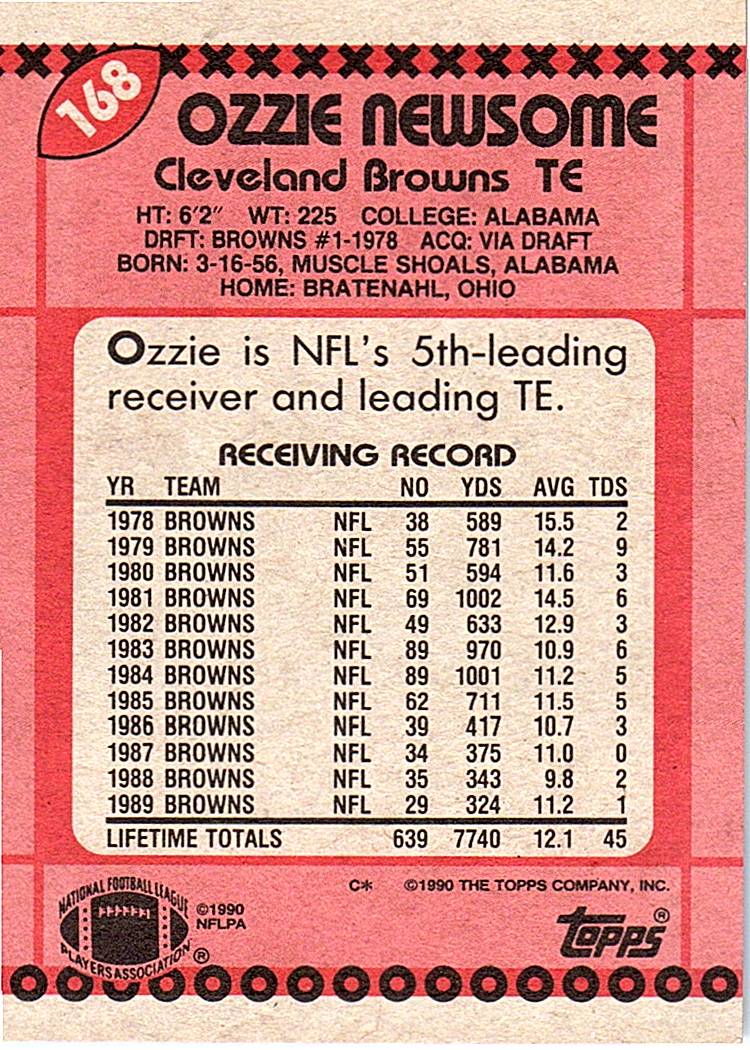 168
OZZIE NEWSOME
Cleveland Browns TE
HT: 6'2" WT: 225 COLLEGE: ALABAMA
DRFT: BROWNS #1-1978 ACQ: VIA DRAFT
BORN: 3-16-56, MUSCLE SHOALS, ALABAMA
HOME: BRATENAHL, OHIO
Ozzie is NFL's 5th-leading
receiver and leading TE.
RECEIVING RECORD
YR TEAM NO YDS AVG TDS
1978 BROWNS NFL 38 589 15.5 2
1979 BROWNS NFL 55 781 14.2 9
1980 BROWNS NFL 51 594 11.6 3
1981 BROWNS NFL 69 1002 14.5 6
1982 BROWNS NFL 49 633 12.9 3
1983 BROWNS NFL 89 970 10.9 6
1984 BROWNS NFL 89 1001 11.2 5
1985 BROWNS NFL 62 711 11.5 5
1986 BROWNS NFL 39 417 10.7 3
1987 BROWNS NFL 34 375 11.0 0
1988 BROWNS NFL 35 343 9.8 2
1989 BROWNS NFL 29 324 11.2 1
LIFETIME TOTALS 639 7740 12.1 45
C* ©1990 THE TOPPS COMPANY, INC.
NATIONAL FOOTBALL LEAGUE
PLAYERS ASSOCIATION ®
©1990
NFLPA
topps ®